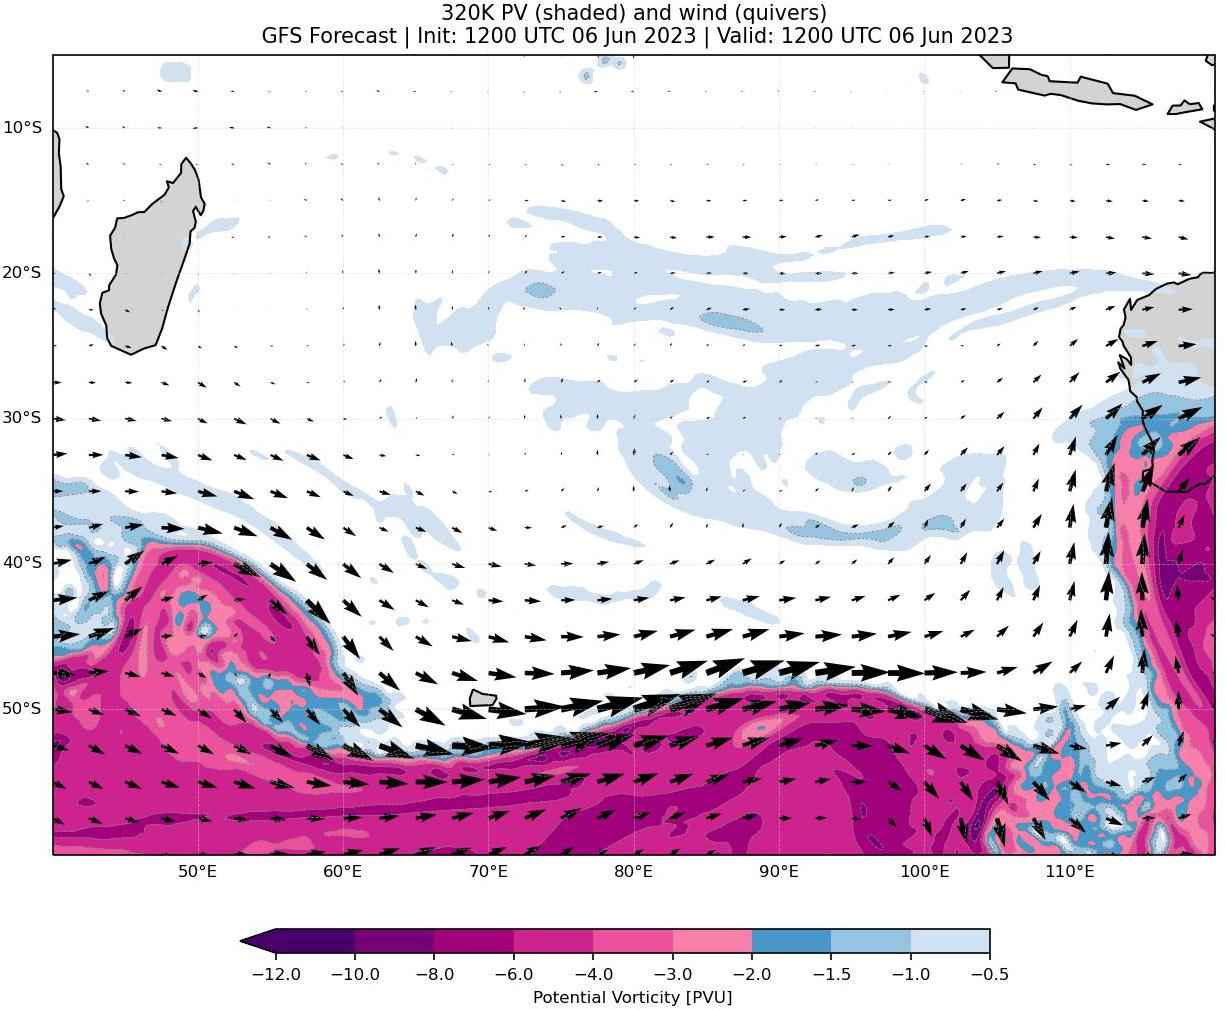 320K PV (shaded) and wind (quivers)
GFS Forecast | Init: 1200 UTC 06 Jun 2023 | Valid: 1200 UTC 06 Jun 2023
10°S
20°S
30°S
40°S
50°S
50°E 60°E 70°E 80°E 90°E 100°E 110°E
−12.0 −10.0 −8.0 −6.0 −4.0 −3.0 −2.0 −1.5 −1.0 −0.5
Potential Vorticity [PVU]